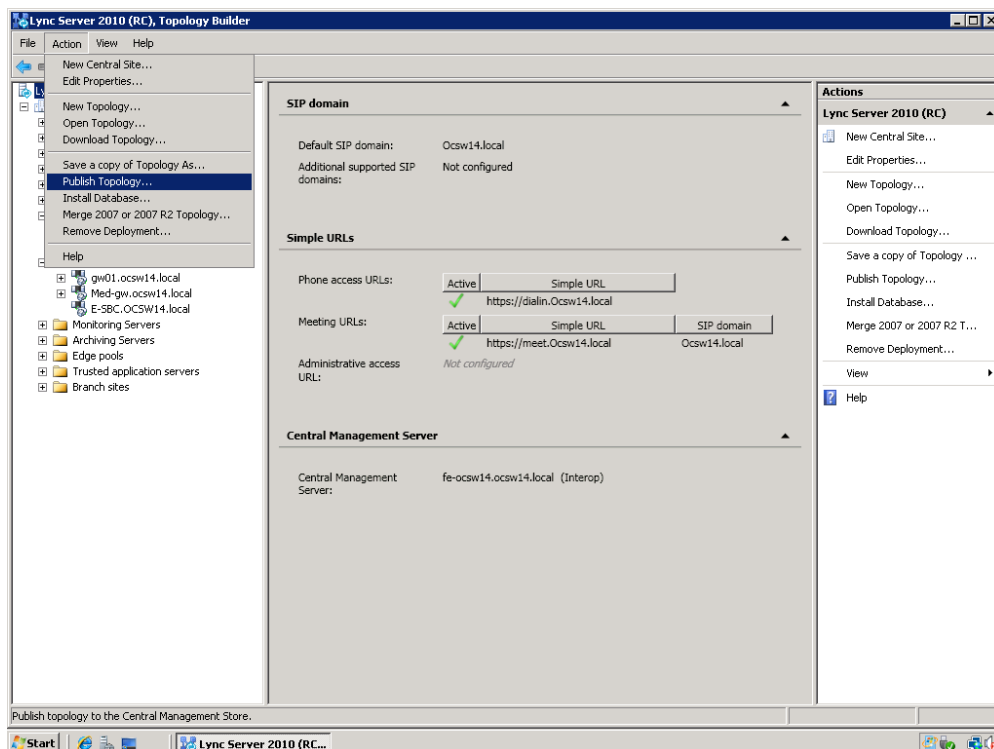 Lync Server 2010 (RC), Topology Builder
File Action View Help
New Central Site...
Edit Properties...
New Topology...
Open Topology...
Download Topology...
Save a copy of Topology As...
Publish Topology...
Install Database...
Merge 2007 or 2007 R2 Topology...
Remove Deployment...
Help
gw01.ocsw14.local
Med-gw.ocsw14.local
E-SBC.OCSW14.local
Monitoring Servers
Archiving Servers
Edge pools
Trusted application servers
Branch sites
SIP domain
Default SIP domain: Ocsw14.local
Additional supported SIP domains: Not configured
Simple URLs
Phone access URLs:
Active Simple URL
https://dialin.Ocsw14.local
Meeting URLs:
Active Simple URL SIP domain
https://meet.Ocsw14.local Ocsw14.local
Administrative access URL: Not configured
Central Management Server
Central Management Server: fe-ocsw14.ocsw14.local (Interop)
Actions
Lync Server 2010 (RC)
New Central Site...
Edit Properties...
New Topology...
Open Topology...
Download Topology...
Save a copy of Topology ...
Publish Topology...
Install Database...
Merge 2007 or 2007 R2 T...
Remove Deployment...
View
Help
Publish topology to the Central Management Store.
Start
Lync Server 2010 (RC...